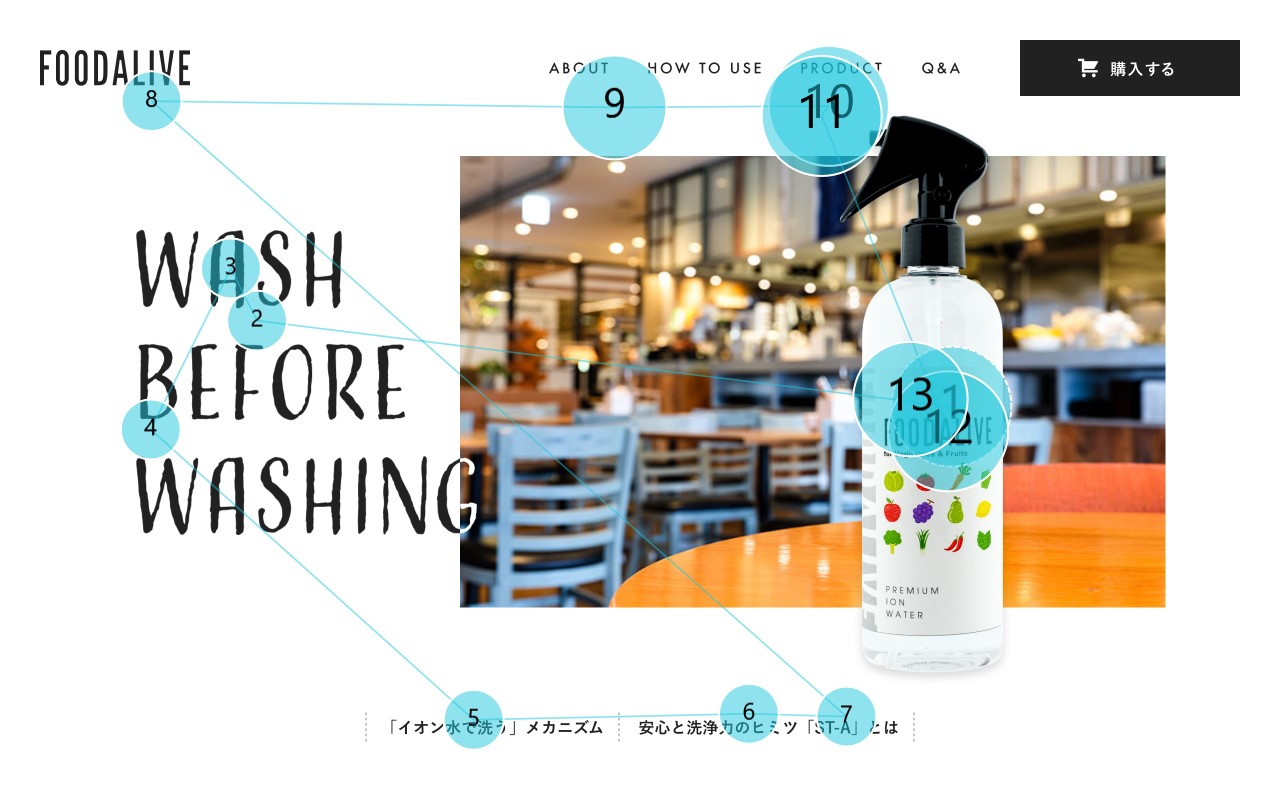 FOODALIVE
ABOUT
HOW TO USE
PRODUCT
Q&A
購入する
8
9
10
11
WASH
BEFORE
WASHING
3
2
4
13
1
12
FOODALIVE
for Vegetables & Fruits
PREMIUM
ION
WATER
5
6
7
「イオン水で洗う」メカニズム
安心と洗浄力のヒミツ「ST-A」とは